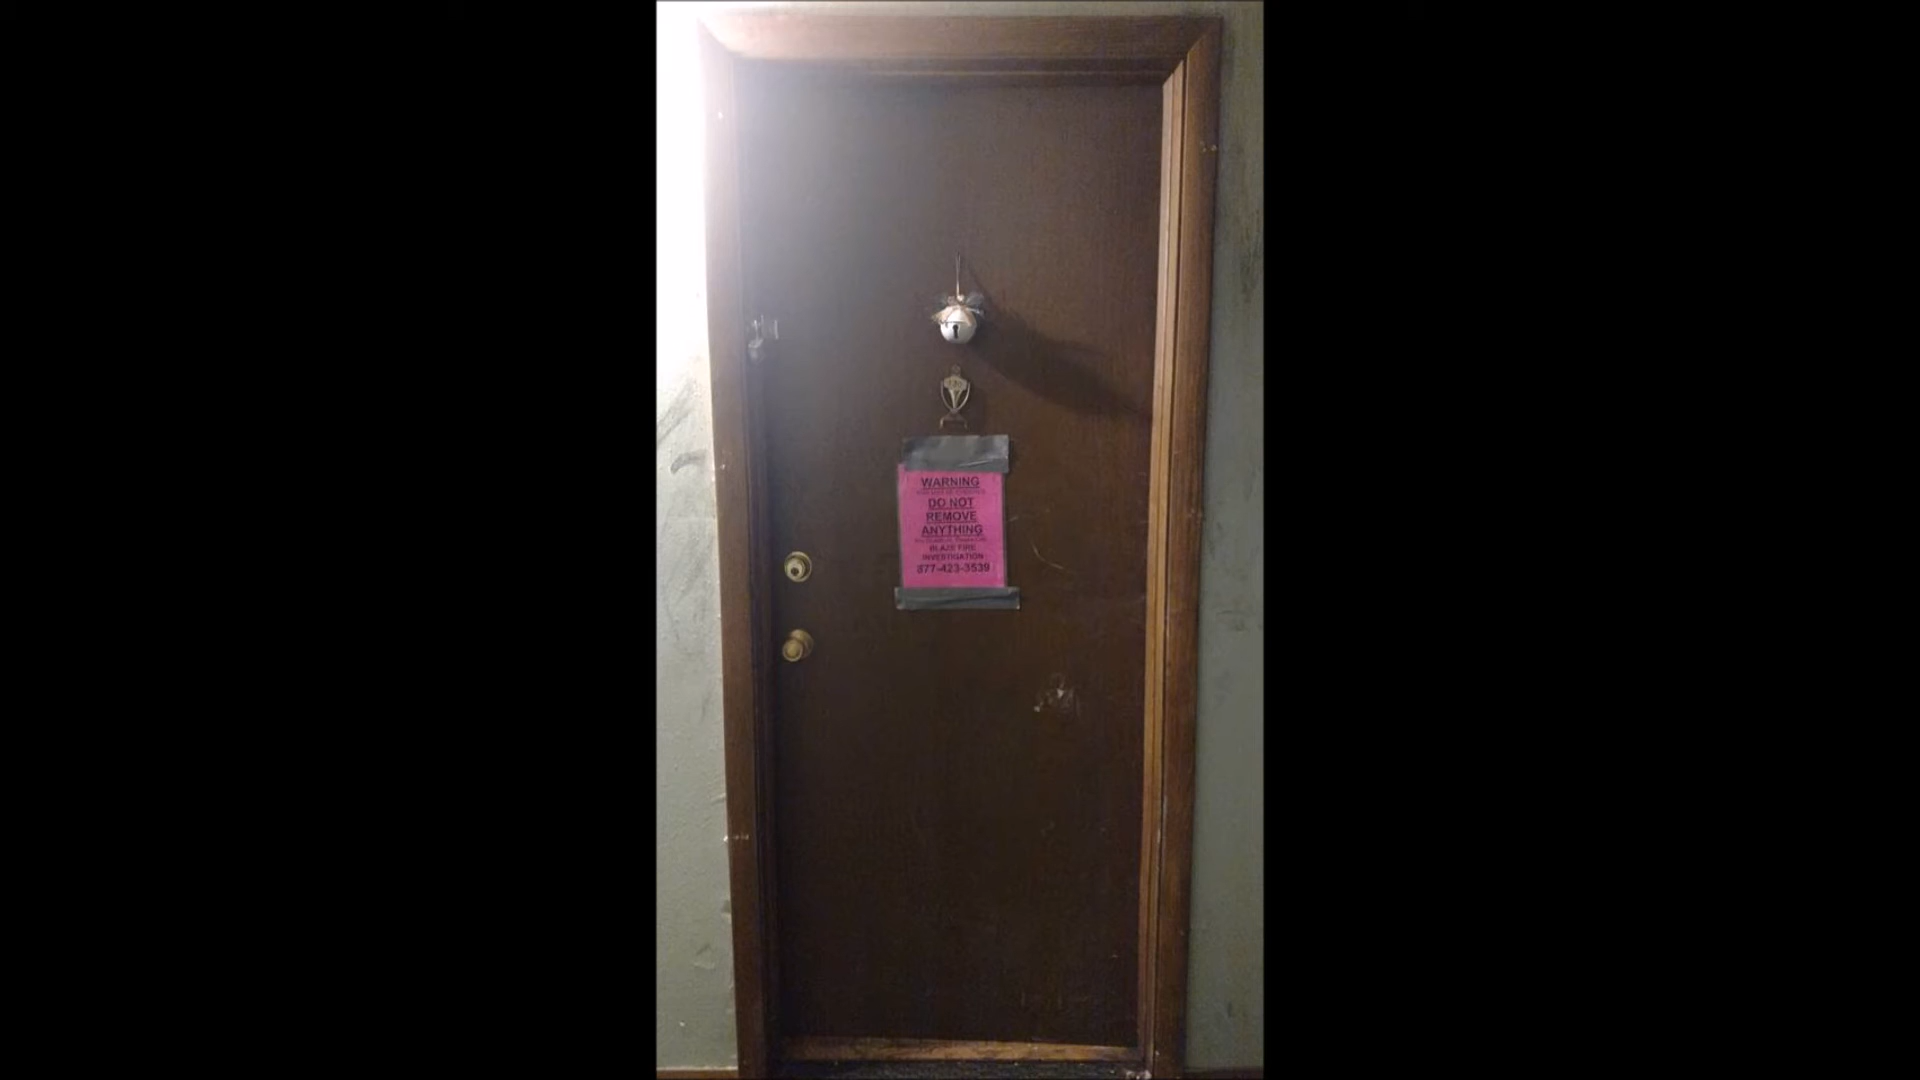 WARNING
DO NOT
REMOVE
ANYTHING
BLAZE FIRE
INVESTIGATION
877-423-3539